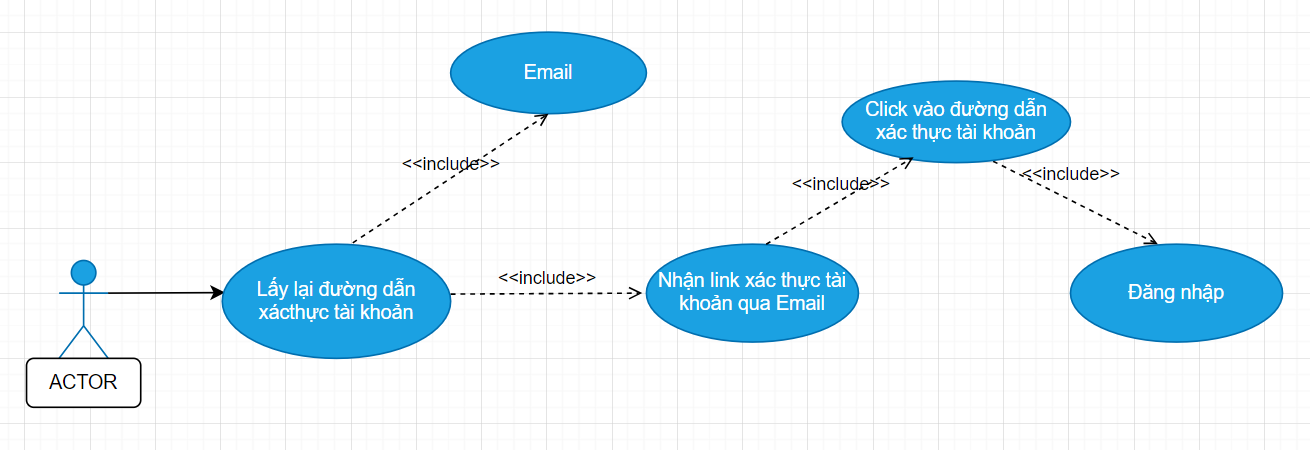 Email
<<include>>
Click vào đường dẫn
xác thực tài khoản
<<include>>
<<include>>
Lấy lại đường dẫn
xácthực tài khoản
<<include>>
Nhận link xác thực tài
khoản qua Email
Đăng nhập
ACTOR